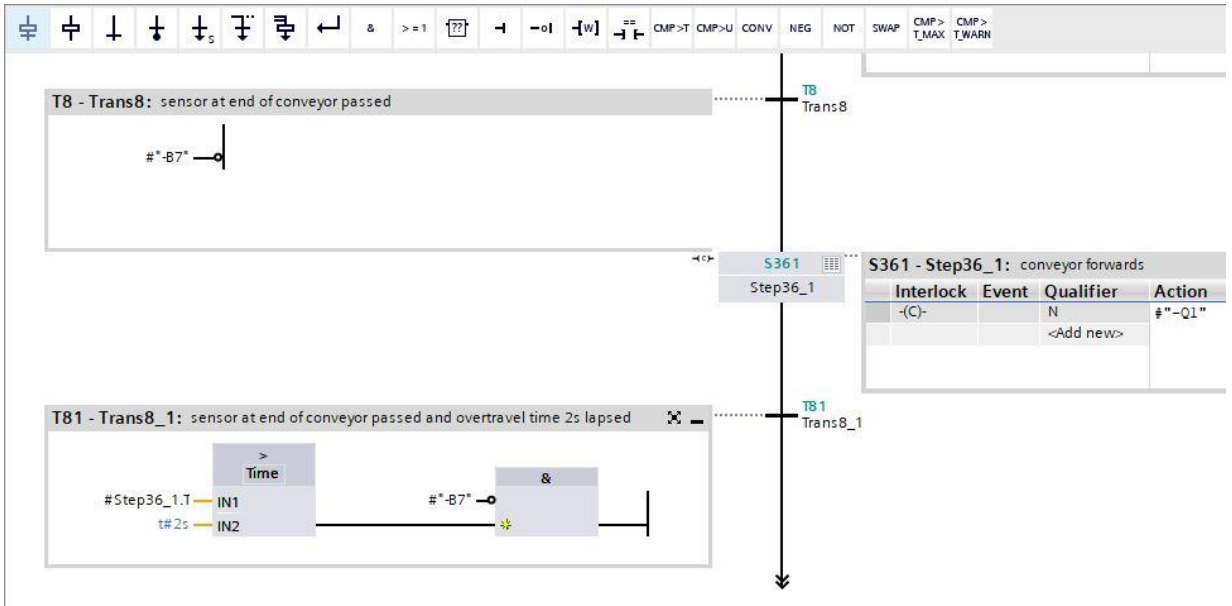 & >=1 ?? [W] == CMP>T CMP>U CONV NEG NOT SWAP CMP> T_MAX CMP> T_WARN
T8 - Trans8: sensor at end of conveyor passed
T8
Trans8
#"-B7"
(C)
S361
Step36_1
S361 - Step36_1: conveyor forwards
Interlock Event Qualifier Action
-(C)- N #"-Q1"
<Add new>
T81 - Trans8_1: sensor at end of conveyor passed and overtravel time 2s lapsed
T81
Trans8_1
>
Time
&
#Step36_1.T IN1 #"-B7"
t#2s IN2